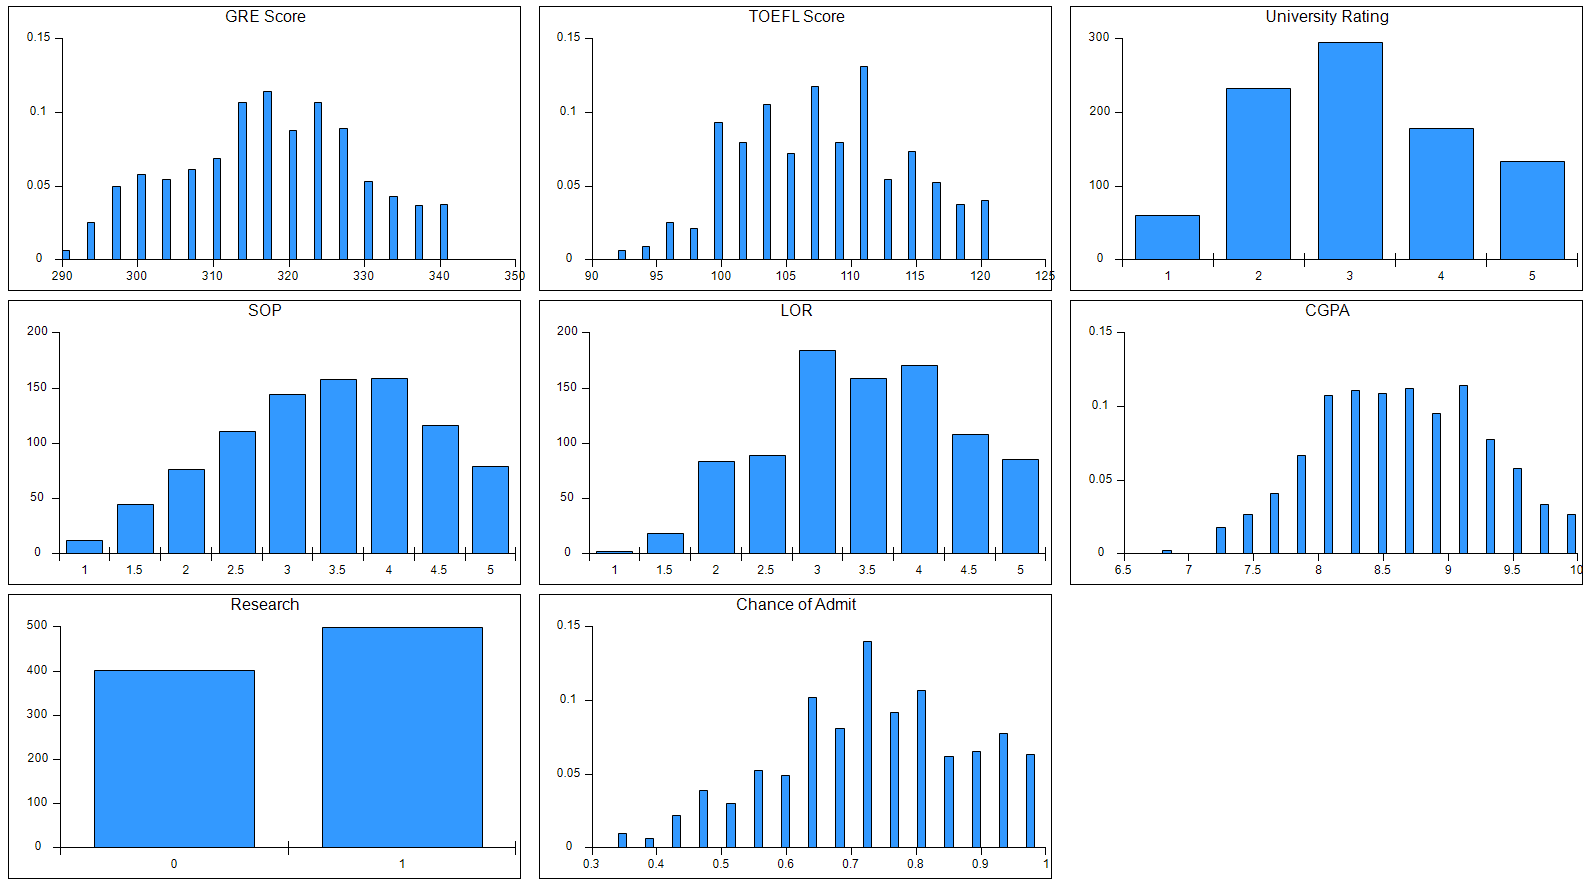 GRE Score
0.15
0.1
0.05
0
290 300 310 320 330 340 350
TOEFL Score
0.15
0.1
0.05
0
90 95 100 105 110 115 120 125
University Rating
300
200
100
0
1 2 3 4 5
SOP
200
150
100
50
0
1 1.5 2 2.5 3 3.5 4 4.5 5
LOR
200
150
100
50
0
1 1.5 2 2.5 3 3.5 4 4.5 5
CGPA
0.15
0.1
0.05
0
6.5 7 7.5 8 8.5 9 9.5 10
Research
500
400
300
200
100
0
0 1
Chance of Admit
0.15
0.1
0.05
0
0.3 0.4 0.5 0.6 0.7 0.8 0.9 1